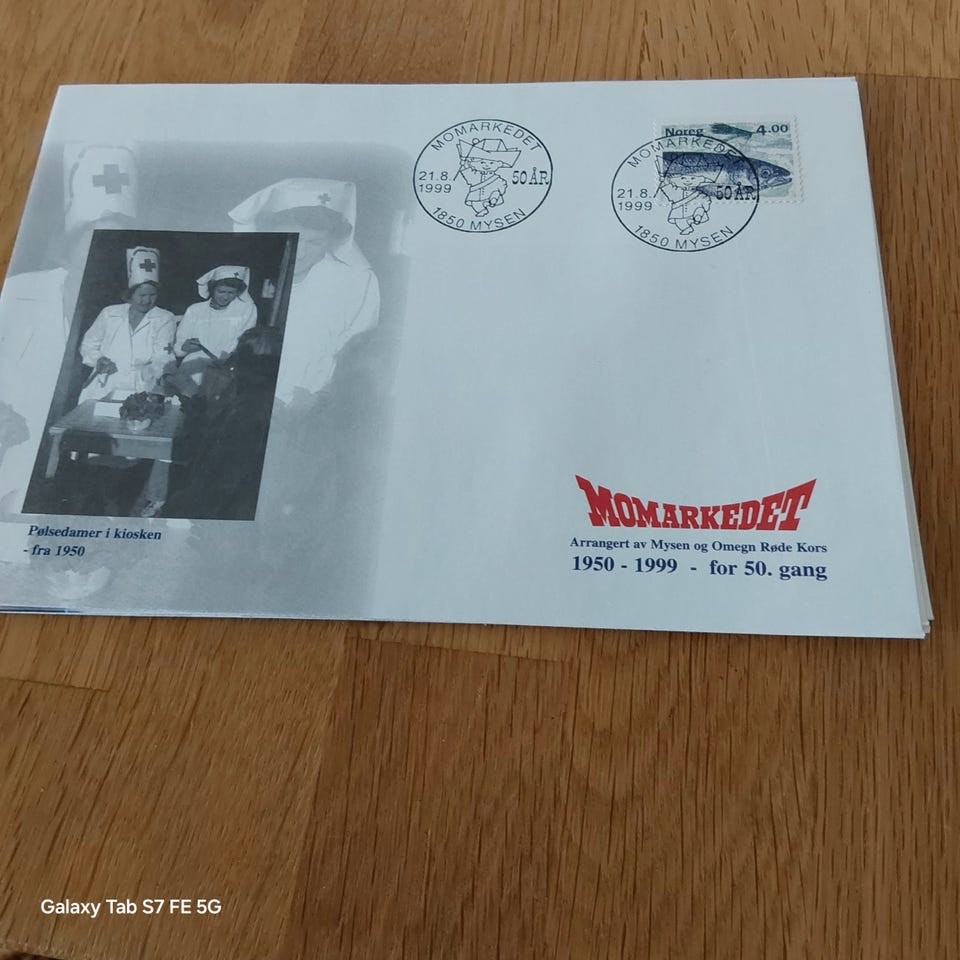 MOMARKEDET
21.8.
1999
50 ÅR
1850 MYSEN
Noreg 4.00
MOMARKEDET
21.8.
1999
50 ÅR
1850 MYSEN
Pølsedamer i kiosken
- fra 1950
MOMARKEDET
Arrangert av Mysen og Omegn Røde Kors
1950 - 1999 - for 50. gang
Galaxy Tab S7 FE 5G